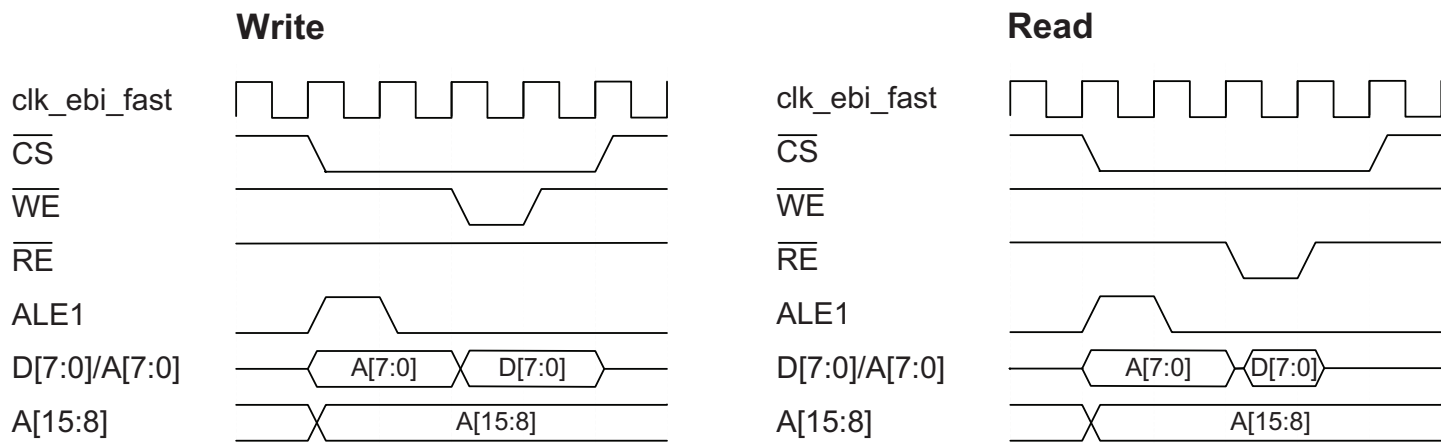 Write
clk_ebi_fast
CS
WE
RE
ALE1
D[7:0]/A[7:0] A[7:0] D[7:0]
A[15:8] A[15:8]
Read
clk_ebi_fast
CS
WE
RE
ALE1
D[7:0]/A[7:0] A[7:0] D[7:0]
A[15:8] A[15:8]